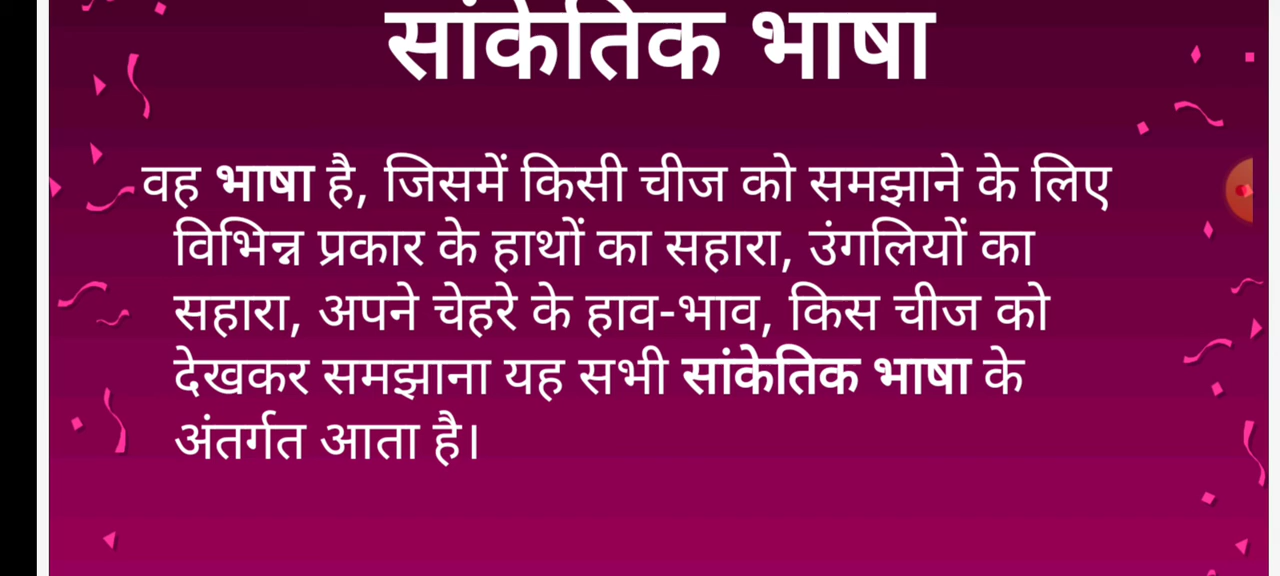 सांकेतिक भाषा
वह भाषा है, जिसमें किसी चीज को समझाने के लिए
विभिन्न प्रकार के हाथों का सहारा, उंगलियों का
सहारा, अपने चेहरे के हाव-भाव, किस चीज को
देखकर समझाना यह सभी सांकेतिक भाषा के
अंतर्गत आता है।